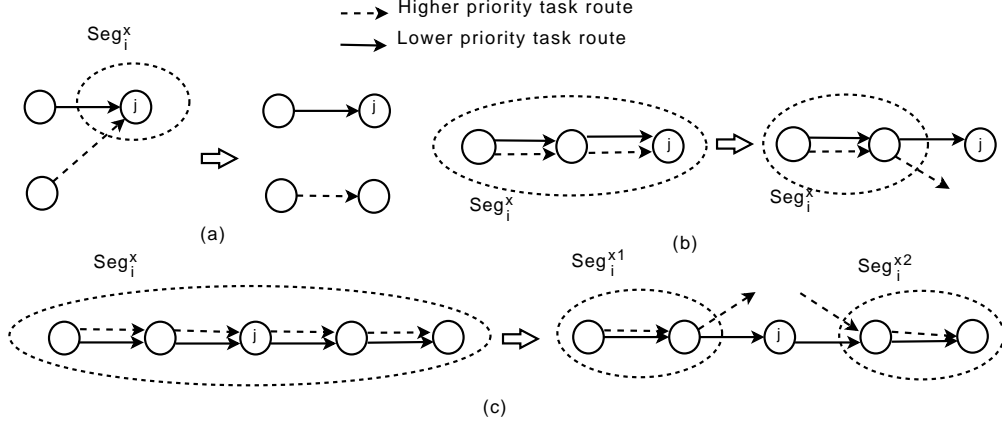 Higher priority task route
Lower priority task route
Seg_i^x
j
j
(a)
j
j
Seg_i^x
Seg_i^x
(b)
Seg_i^x
Seg_i^x1
Seg_i^x2
j
j
(c)